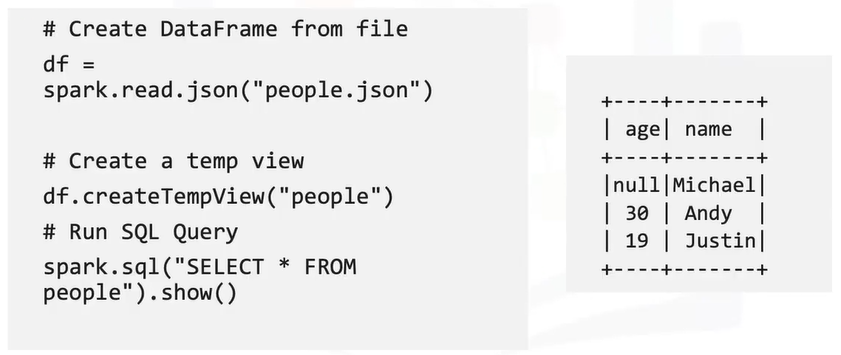 # Create DataFrame from file
df =
spark.read.json("people.json")
# Create a temp view
df.createTempView("people")
# Run SQL Query
spark.sql("SELECT * FROM
people").show()
+----+-------+
| age| name  |
+----+-------+
|null|Michael|
| 30 | Andy  |
| 19 | Justin|
+----+-------+